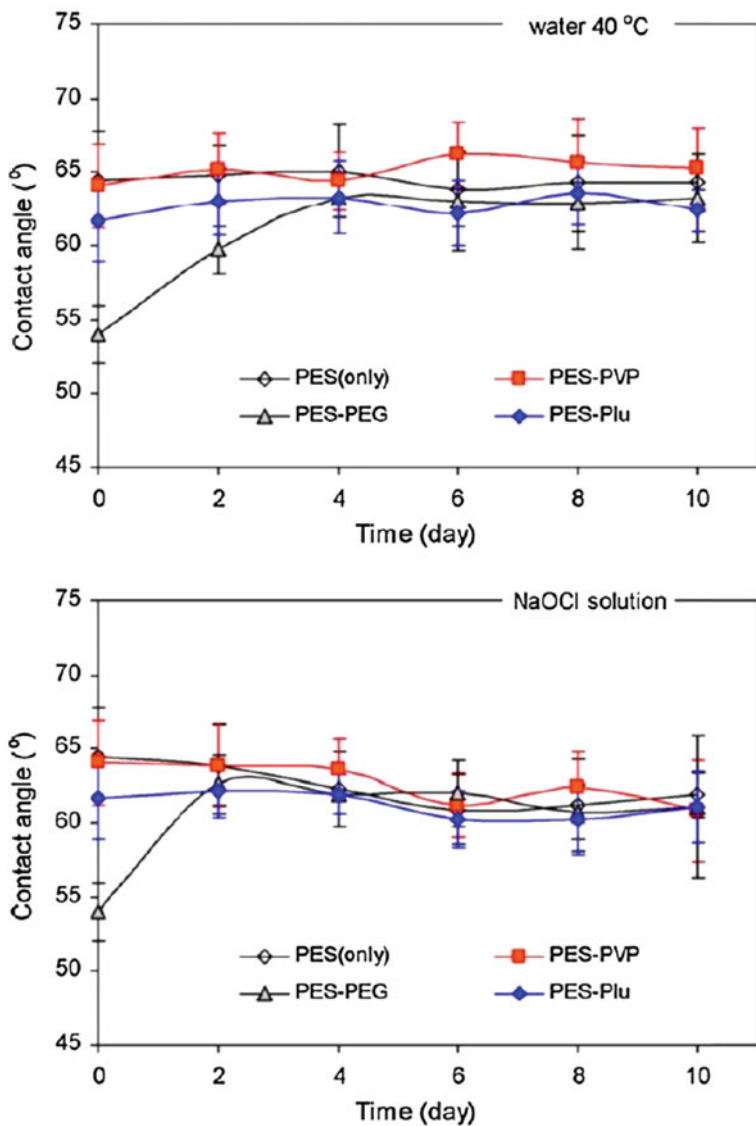 75
water 40 °C
70
65
60
55
50
45
Contact angle (°)
PES(only)
PES-PVP
PES-PEG
PES-Plu
0 2 4 6 8 10
Time (day)
75
NaOCl solution
70
65
60
55
50
45
Contact angle (°)
PES(only)
PES-PVP
PES-PEG
PES-Plu
0 2 4 6 8 10
Time (day)